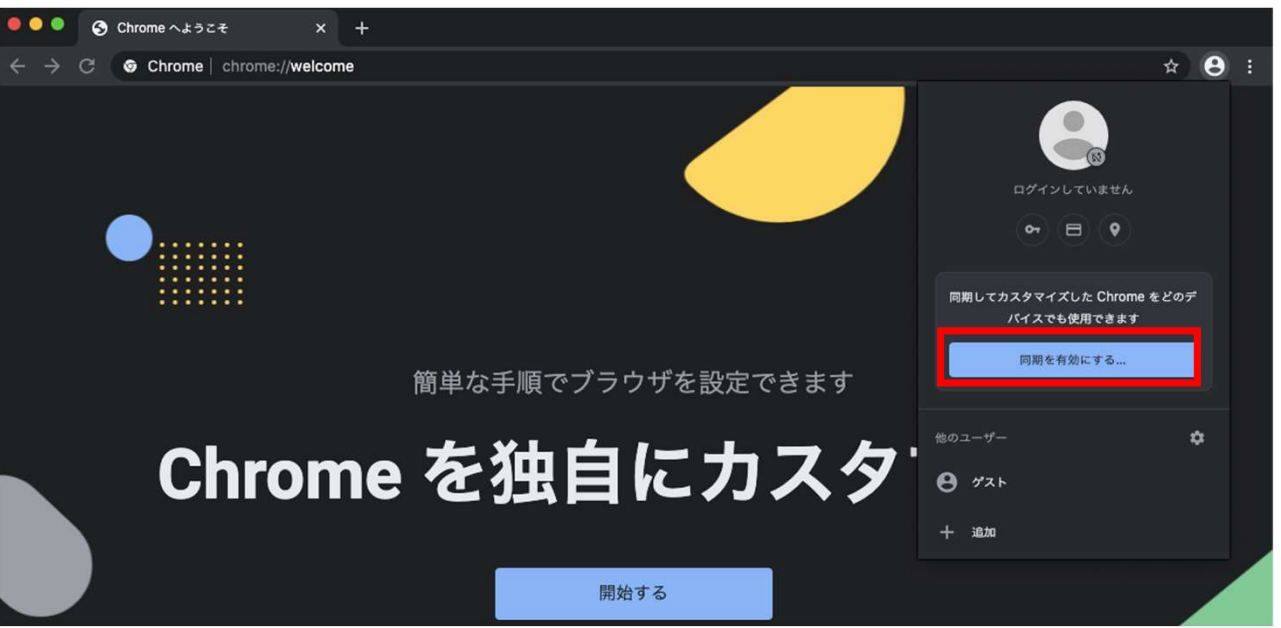 Chrome へようこそ
Chrome | chrome://welcome
ログインしていません
同期してカスタマイズした Chrome をどのデ
バイスでも使用できます
同期を有効にする...
他のユーザー
ゲスト
追加
簡単な手順でブラウザを設定できます
Chrome を独自にカスタ
開始する